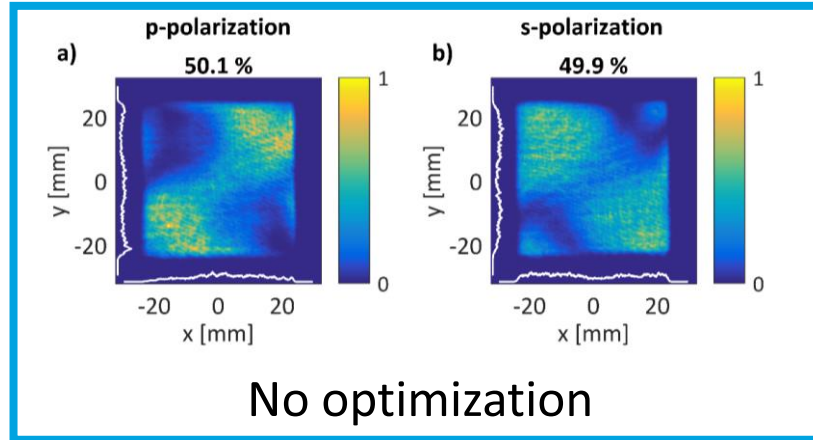 p-polarization
s-polarization
a)
50.1 %
b)
49.9 %
1
20
0
-20
y [mm]
0
-20 0 20
x [mm]
1
20
0
-20
y [mm]
0
-20 0 20
x [mm]
No optimization